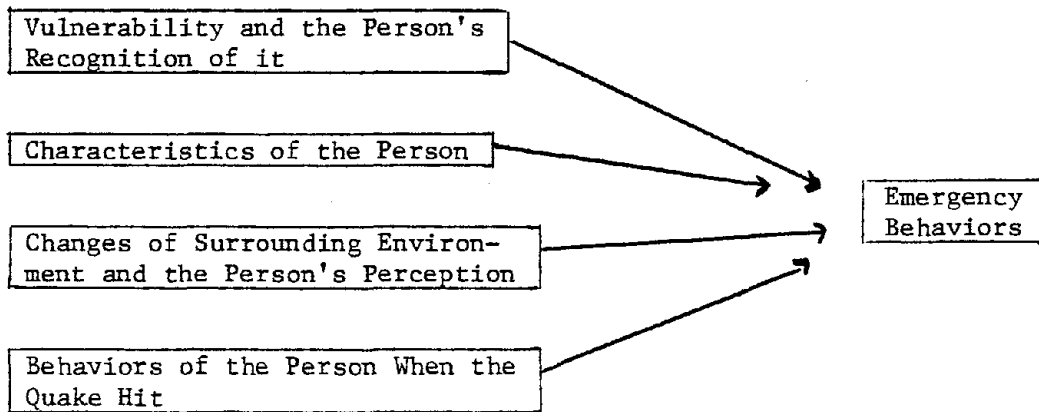 Vulnerability and the Person's
Recognition of it
Characteristics of the Person
Changes of Surrounding Environ-
ment and the Person's Perception
Behaviors of the Person When the
Quake Hit
Emergency
Behaviors